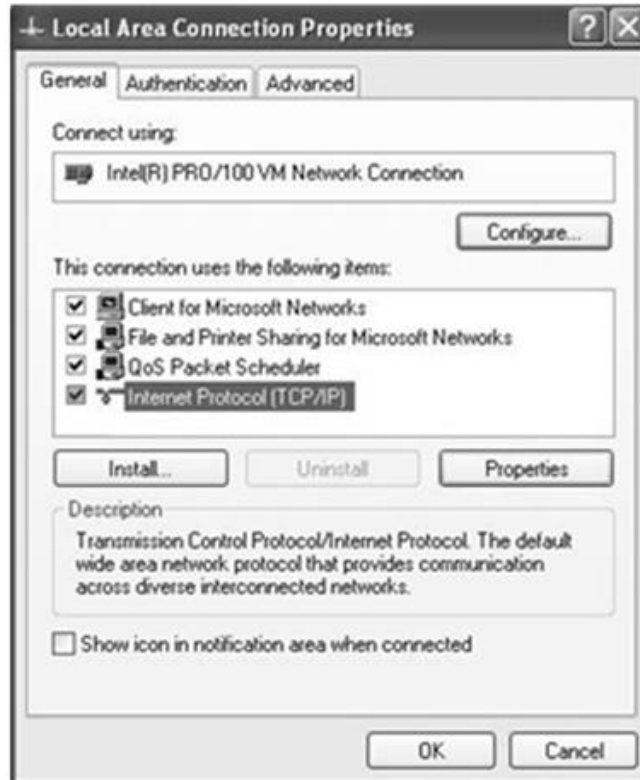 Local Area Connection Properties
General Authentication Advanced
Connect using:
Intel(R) PRO/100 VM Network Connection
Configure...
This connection uses the following items:
Client for Microsoft Networks
File and Printer Sharing for Microsoft Networks
QoS Packet Scheduler
Internet Protocol (TCP/IP)
Install... Uninstall Properties
Description
Transmission Control Protocol/Internet Protocol. The default
wide area network protocol that provides communication
across diverse interconnected networks.
Show icon in notification area when connected
OK Cancel